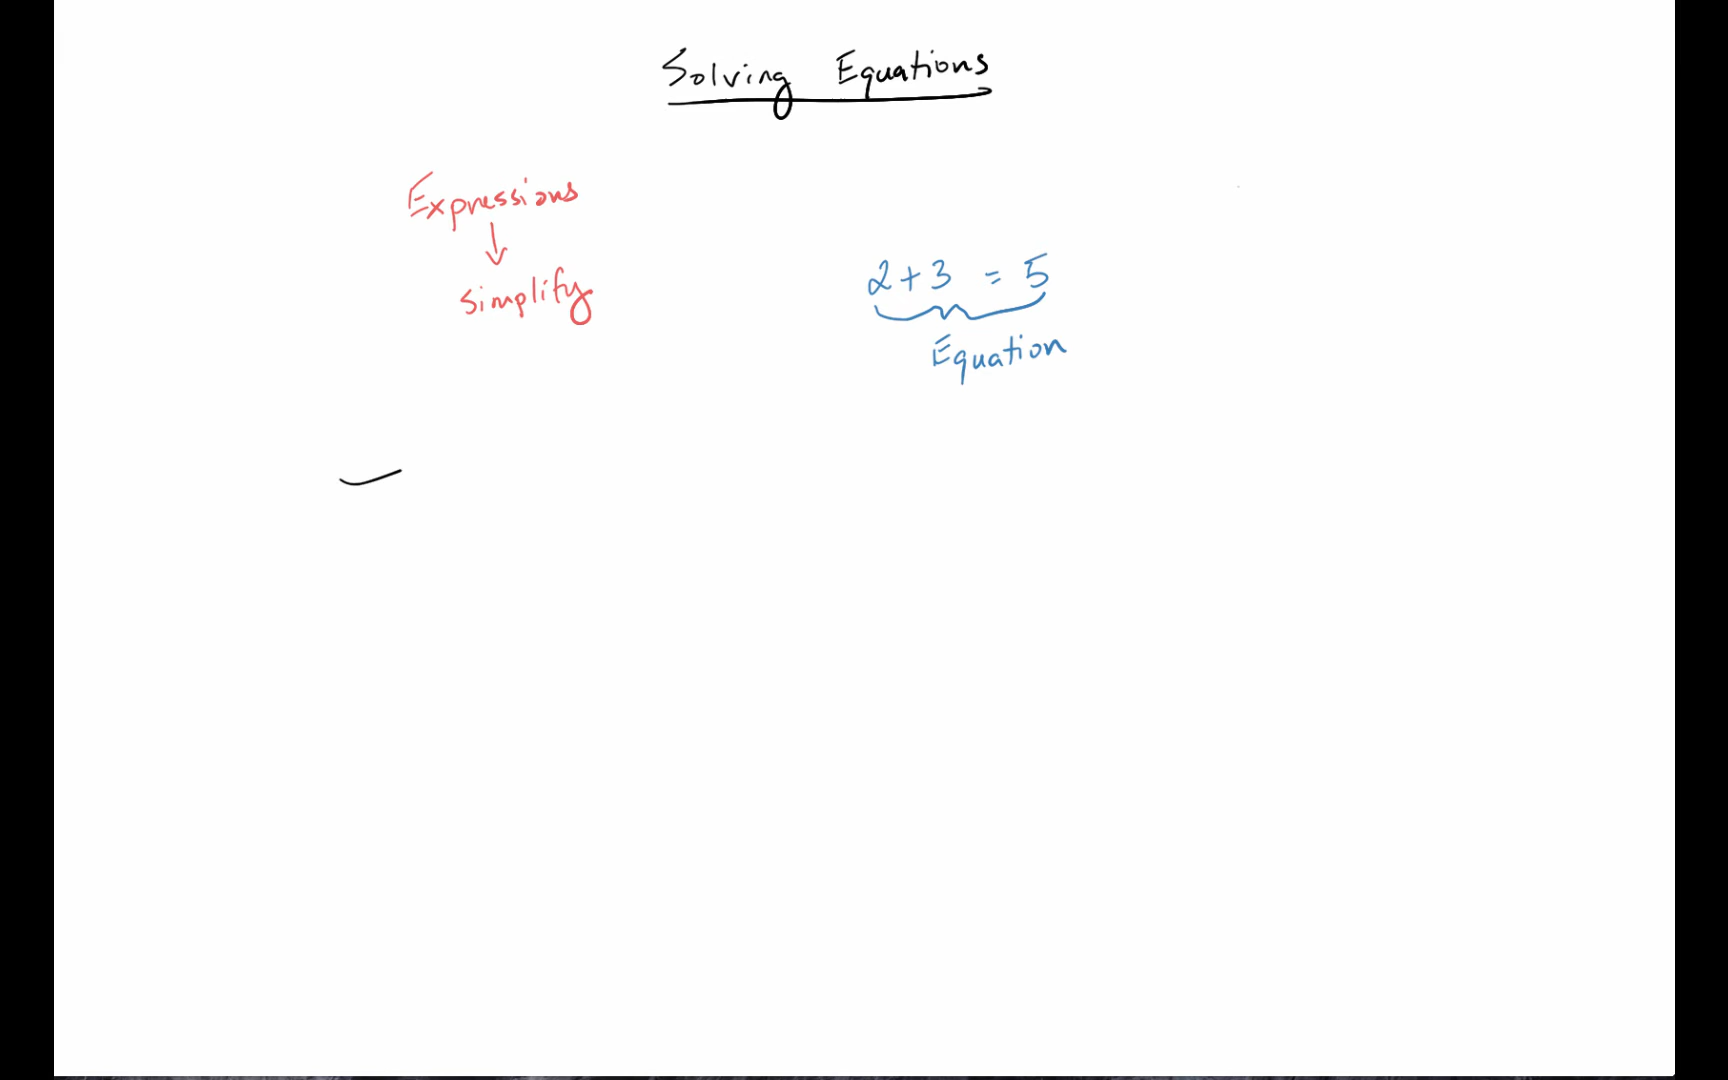 Solving Equations
Expressions
simplify
2 + 3 = 5
Equation